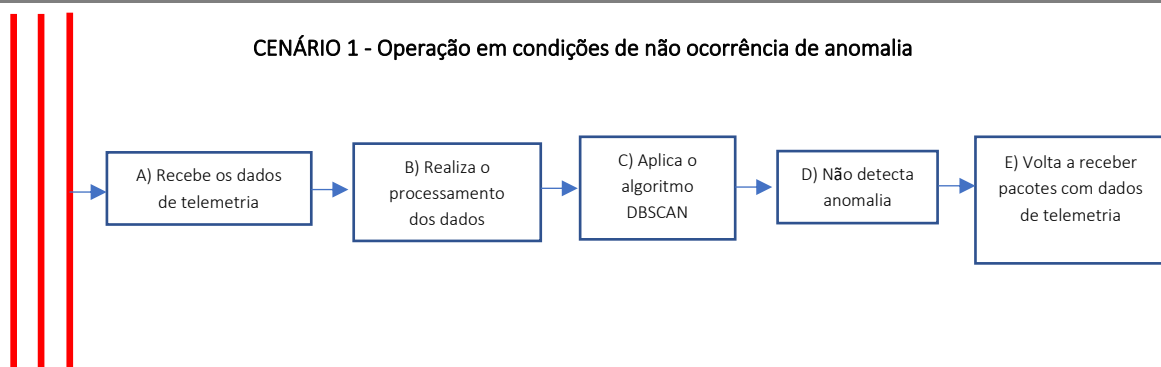 CENÁRIO 1 - Operação em condições de não ocorrência de anomalia
A) Recebe os dados
de telemetria
B) Realiza o
processamento
dos dados
C) Aplica o
algoritmo
DBSCAN
D) Não detecta
anomalia
E) Volta a receber
pacotes com dados
de telemetria